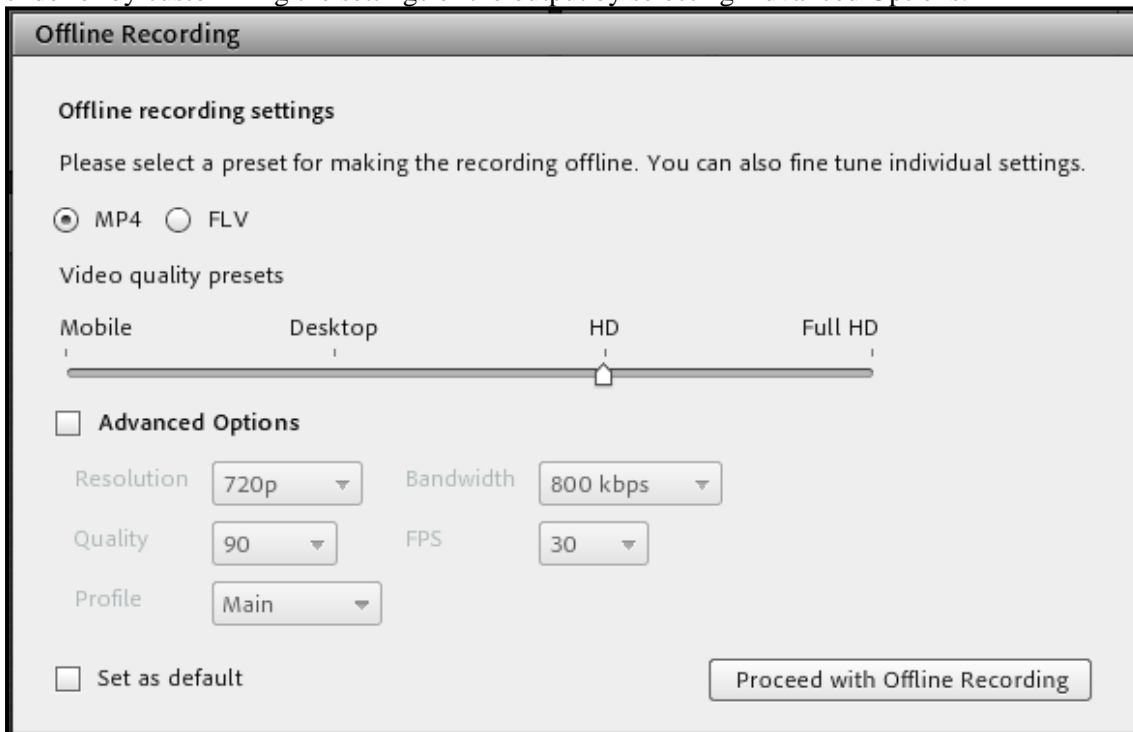 Offline Recording
Offline recording settings
Please select a preset for making the recording offline. You can also fine tune individual settings.
MP4 FLV
Video quality presets
Mobile Desktop HD Full HD
Advanced Options
Resolution 720p Bandwidth 800 kbps
Quality 90 FPS 30
Profile Main
Set as default Proceed with Offline Recording